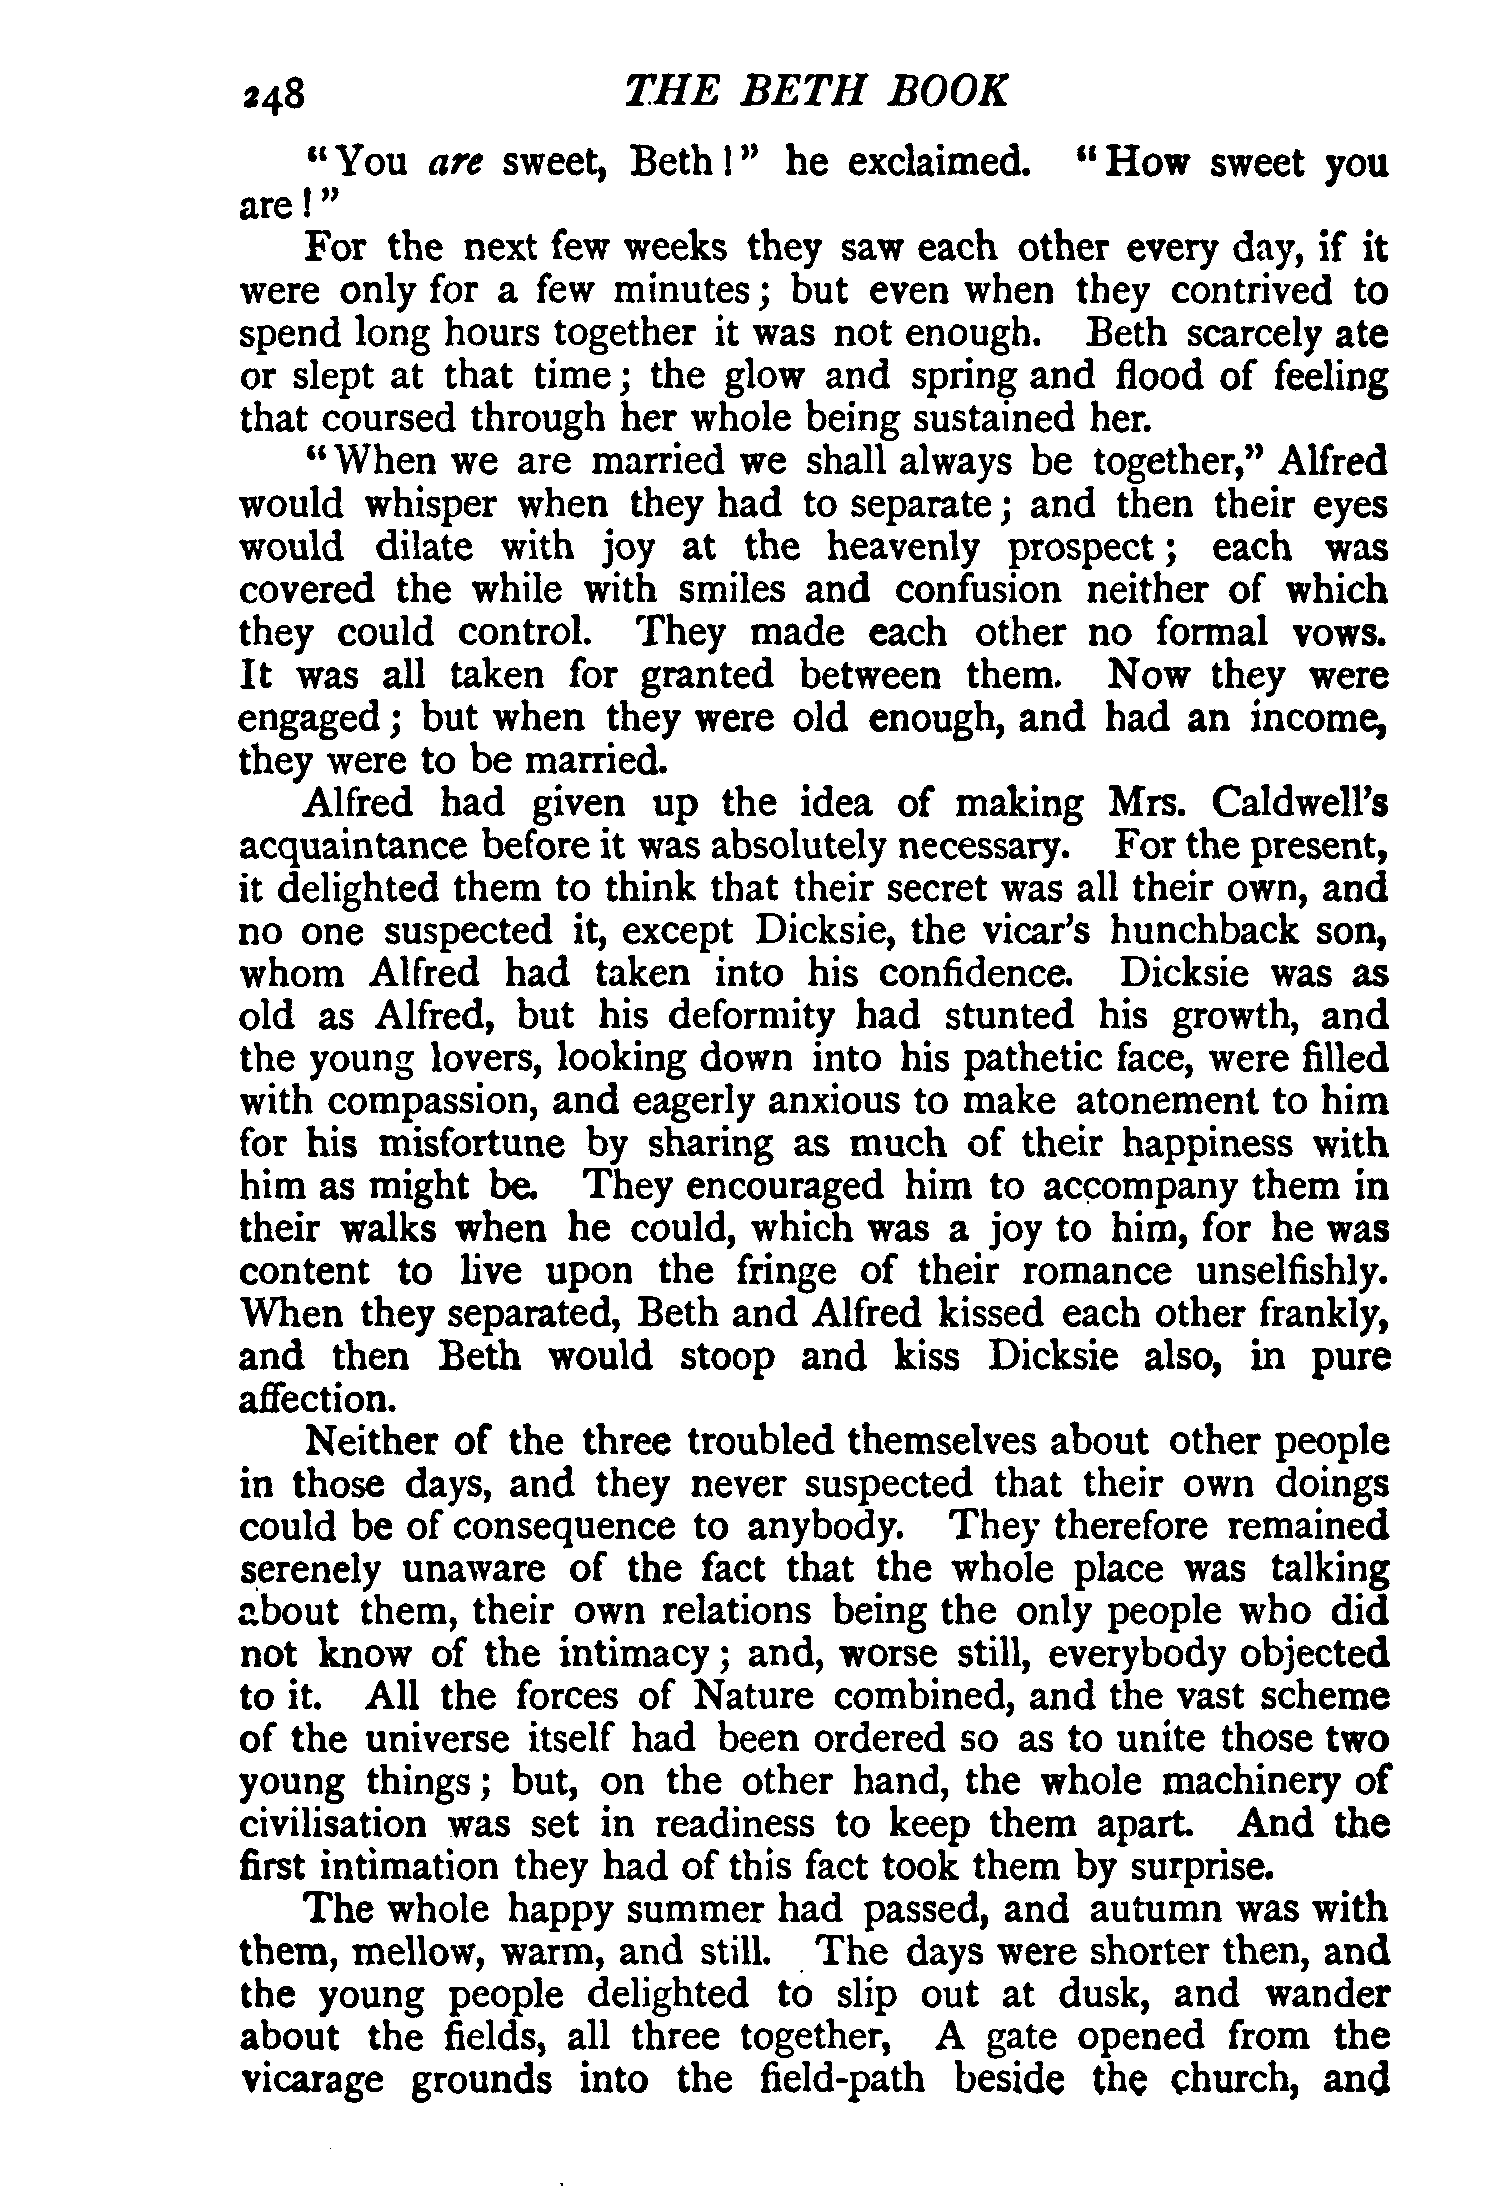 248 THE BETH BOOK
"You are sweet, Beth!" he exclaimed. "How sweet you
are!"
For the next few weeks they saw each other every day, if it
were only for a few minutes; but even when they contrived to
spend long hours together it was not enough. Beth scarcely ate
or slept at that time; the glow and spring and flood of feeling
that coursed through her whole being sustained her.
"When we are married we shall always be together," Alfred
would whisper when they had to separate; and then their eyes
would dilate with joy at the heavenly prospect; each was
covered the while with smiles and confusion neither of which
they could control. They made each other no formal vows.
It was all taken for granted between them. Now they were
engaged; but when they were old enough, and had an income,
they were to be married.
Alfred had given up the idea of making Mrs. Caldwell's
acquaintance before it was absolutely necessary. For the present,
it delighted them to think that their secret was all their own, and
no one suspected it, except Dicksie, the vicar's hunchback son,
whom Alfred had taken into his confidence. Dicksie was as
old as Alfred, but his deformity had stunted his growth, and
the young lovers, looking down into his pathetic face, were filled
with compassion, and eagerly anxious to make atonement to him
for his misfortune by sharing as much of their happiness with
him as might be. They encouraged him to accompany them in
their walks when he could, which was a joy to him, for he was
content to live upon the fringe of their romance unselfishly.
When they separated, Beth and Alfred kissed each other frankly,
and then Beth would stoop and kiss Dicksie also, in pure
affection.
Neither of the three troubled themselves about other people
in those days, and they never suspected that their own doings
could be of consequence to anybody. They therefore remained
serenely unaware of the fact that the whole place was talking
about them, their own relations being the only people who did
not know of the intimacy; and, worse still, everybody objected
to it. All the forces of Nature combined, and the vast scheme
of the universe itself had been ordered so as to unite those two
young things; but, on the other hand, the whole machinery of
civilisation was set in readiness to keep them apart. And the
first intimation they had of this fact took them by surprise.
The whole happy summer had passed, and autumn was with
them, mellow, warm, and still. The days were shorter then, and
the young people delighted to slip out at dusk, and wander
about the fields, all three together, A gate opened from the
vicarage grounds into the field-path beside the church, and